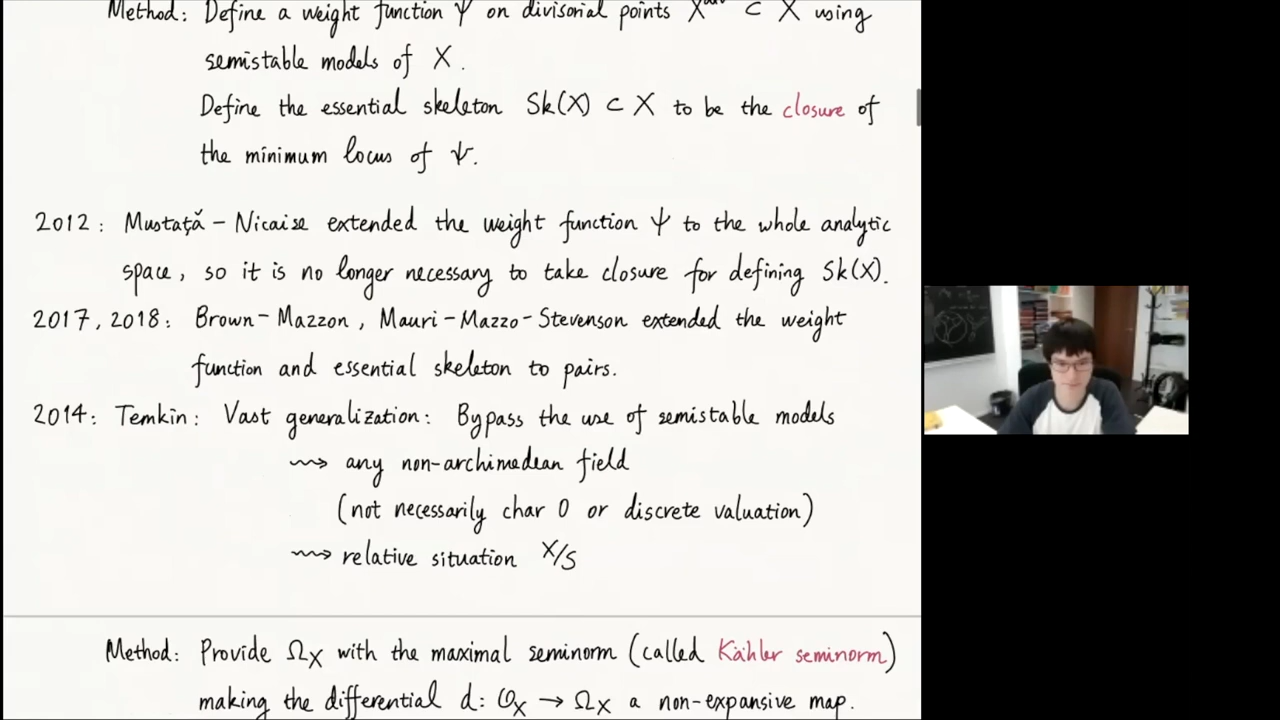 Method: Define a weight function Ψ on divisorial points X^div ⊂ X using
semistable models of X.
Define the essential skeleton Sk(X) ⊂ X to be the closure of
the minimum locus of Ψ.
2012: Mustaţă – Nicaise extended the weight function Ψ to the whole analytic
space, so it is no longer necessary to take closure for defining Sk(X).
2017, 2018: Brown–Mazzon, Mauri–Mazzo–Stevenson extended the weight
function and essential skeleton to pairs.
2014: Temkin: Vast generalization: Bypass the use of semistable models
⇝ any non-archimedean field
(not necessarily char 0 or discrete valuation)
⇝ relative situation X/S
Method: Provide Ω_X with the maximal seminorm (called Kähler seminorm)
making the differential d: O_X → Ω_X a non-expansive map.